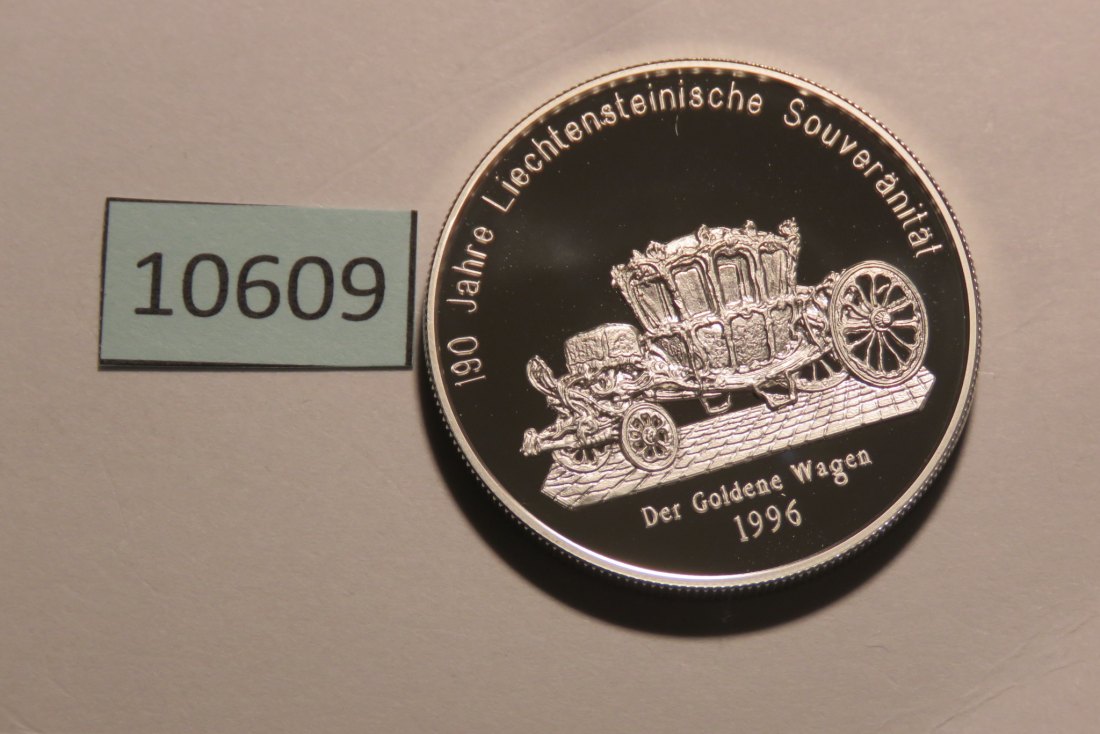 10609
190 Jahre Liechtensteinische Souveränität
Der Goldene Wagen
1996